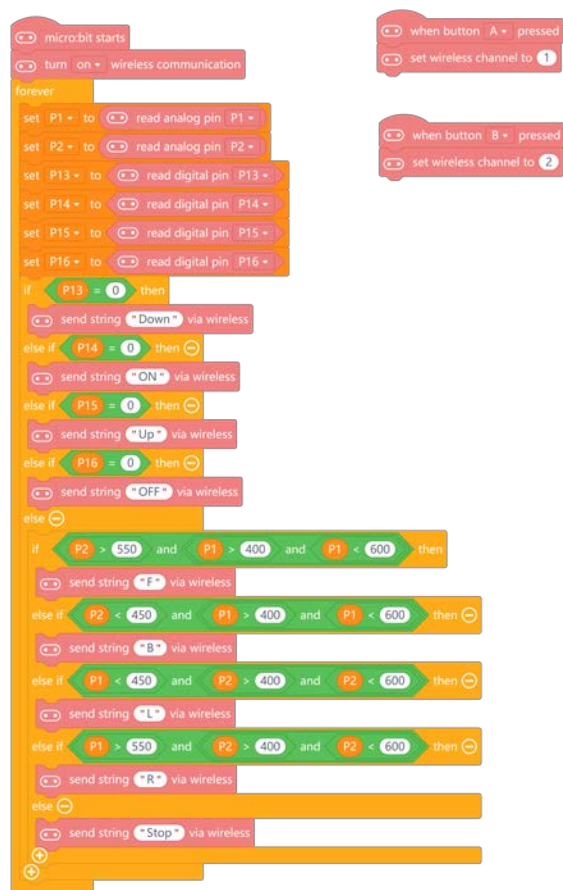 micro:bit starts
turn on wireless communication
forever
set P1 to read analog pin P1
set P2 to read analog pin P2
set P13 to read digital pin P13
set P14 to read digital pin P14
set P15 to read digital pin P15
set P16 to read digital pin P16
if P13 = 0 then
send string "Down" via wireless
else if P14 = 0 then
send string "ON" via wireless
else if P15 = 0 then
send string "Up" via wireless
else if P16 = 0 then
send string "OFF" via wireless
else
if P2 > 550 and P1 > 400 and P1 < 600 then
send string "F" via wireless
else if P2 < 450 and P1 > 400 and P1 < 600 then
send string "B" via wireless
else if P1 < 450 and P2 > 400 and P2 < 600 then
send string "L" via wireless
else if P1 > 550 and P2 > 400 and P2 < 600 then
send string "R" via wireless
else
send string "Stop" via wireless
when button A pressed
set wireless channel to 1
when button B pressed
set wireless channel to 2